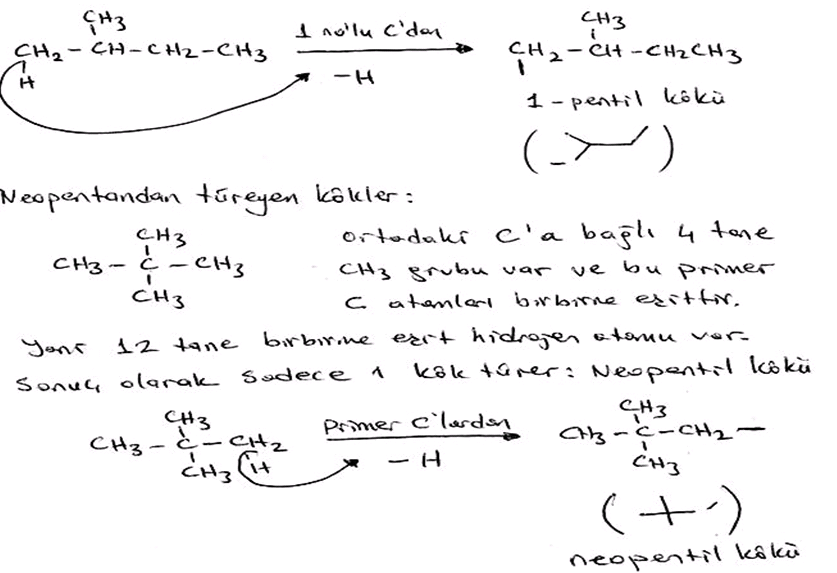 CH3 CH3
CH2 - CH - CH2 - CH3 1 no'lu C'dan CH2 - CH - CH2CH3
H - H
1 - pentil kökü
Neopentandan türeyen kökler:
CH3 ortadaki C'a bağlı 4 tane
CH3 - C - CH3 CH3 grubu var ve bu primer
CH3 C atomları birbirine eşittir.
Yani 12 tane birbirine eşit hidrojen atomu var.
Sonuç olarak sadece 1 kök türer: Neopentil kökü
CH3 CH3
CH3 - C - CH2 Primer C'lardan CH3 - C - CH2 -
CH3 H - H CH3
neopentil kökü